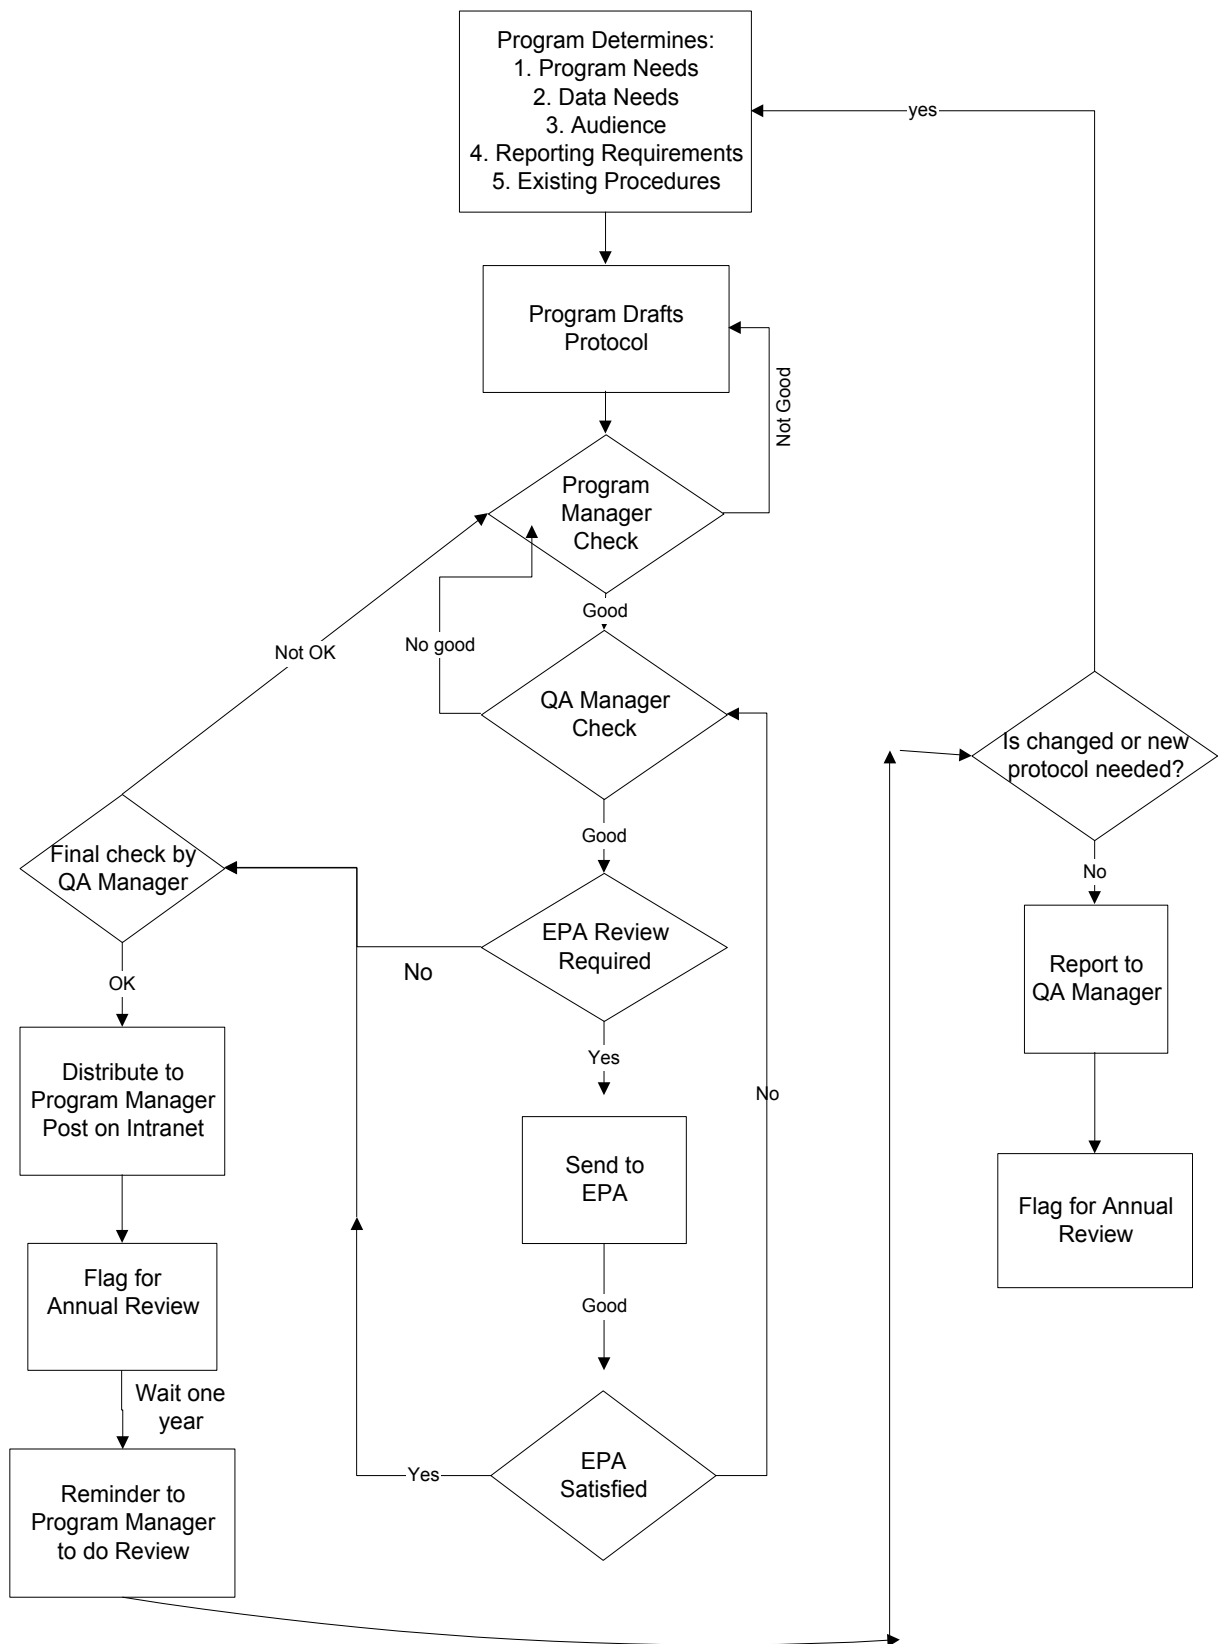 Program Determines:
1. Program Needs
2. Data Needs
3. Audience
4. Reporting Requirements
5. Existing Procedures
yes
Program Drafts
Protocol
Not Good
Program
Manager
Check
Good
Not OK
No good
QA Manager
Check
Is changed or new
protocol needed?
Good
Final check by
QA Manager
No
EPA Review
Required
No
Report to
QA Manager
OK
Yes
Distribute to
Program Manager
Post on Intranet
No
Send to
EPA
Flag for Annual
Review
Flag for
Annual Review
Good
Wait one
year
EPA
Satisfied
Yes
Reminder to
Program Manager
to do Review